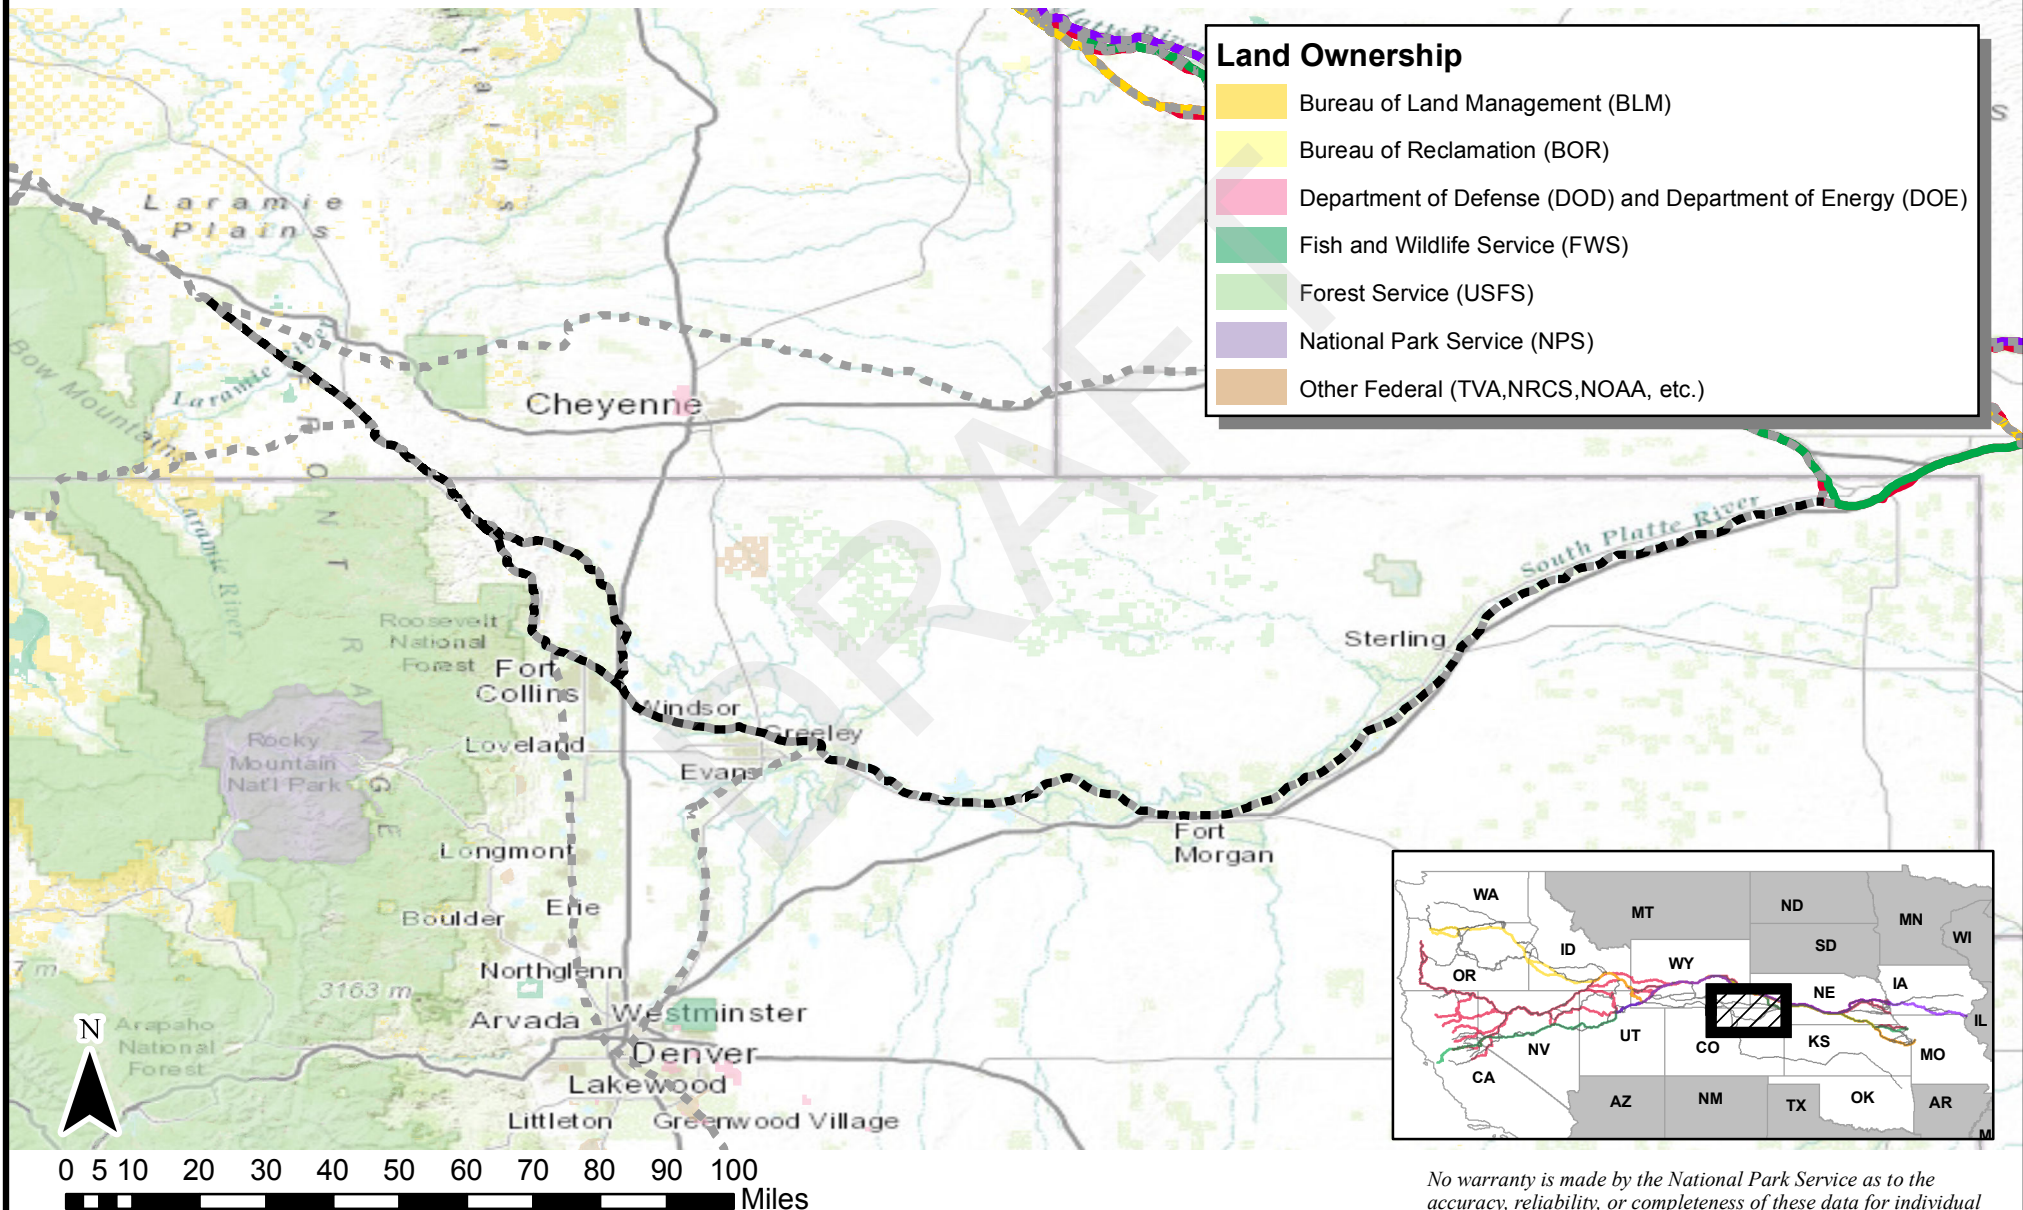 Land Ownership
Bureau of Land Management (BLM)
Bureau of Reclamation (BOR)
Department of Defense (DOD) and Department of Energy (DOE)
Fish and Wildlife Service (FWS)
Forest Service (USFS)
National Park Service (NPS)
Other Federal (TVA,NRCS,NOAA, etc.)
Laramie
Plains
Laramie River
Bow Mountains
Cheyenne
DRAFT
FRONT RANGE
Laramie River
South Platte River
Roosevelt
National
Forest
Fort
Collins
Sterling
Windsor
Greeley
Loveland
Evans
Rocky
Mountain
Nat'l Park
Fort
Morgan
Longmont
Boulder
Erie
Northglenn
7 m
3163 m
Arvada
Westminster
Arapaho
National
Forest
Denver
Lakewood
Littleton
Greenwood Village
N
WA
MT
ND
MN
WI
ID
SD
OR
WY
NE
IA
IL
NV
UT
CO
KS
MO
CA
AZ
NM
TX
OK
AR
M
0 5 10 20 30 40 50 60 70 80 90 100
Miles
No warranty is made by the National Park Service as to the
accuracy, reliability, or completeness of these data for individual